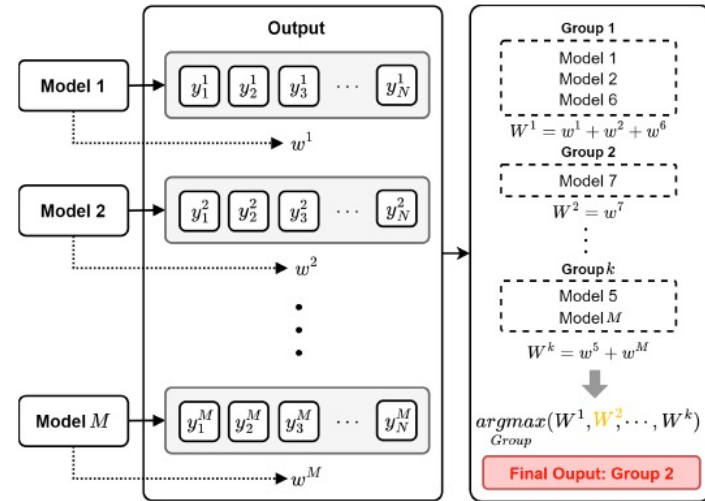 Output
Model 1
y_1^1 y_2^1 y_3^1 ⋯ y_N^1
w^1
Model 2
y_1^2 y_2^2 y_3^2 ⋯ y_N^2
w^2
Model M
y_1^M y_2^M y_3^M ⋯ y_N^M
w^M
Group 1
Model 1
Model 2
Model 6
W^1 = w^1 + w^2 + w^6
Group 2
Model 7
W^2 = w^7
Group k
Model 5
Model M
W^k = w^5 + w^M
argmax(W^1, W^2, ⋯, W^k)
Group
Final Ouput: Group 2